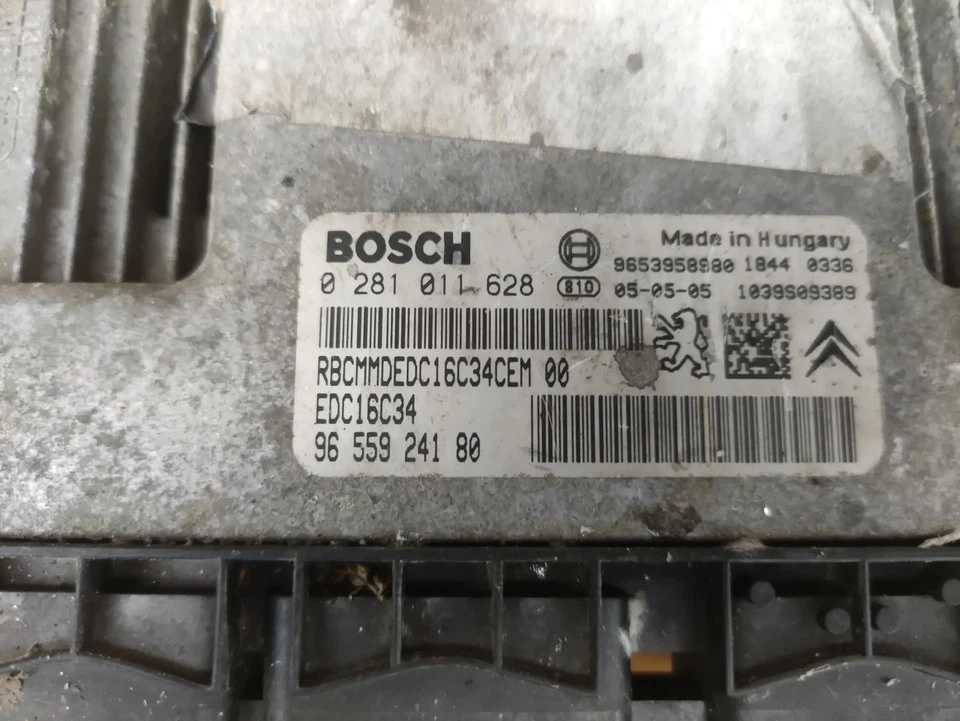 BOSCH Made in Hungary
9653958980 1844 0336
0 281 011 628 810 05-05-05 1039S09389
RBCMMDEDC16C34CEM 00
EDC16C34
96 559 241 80